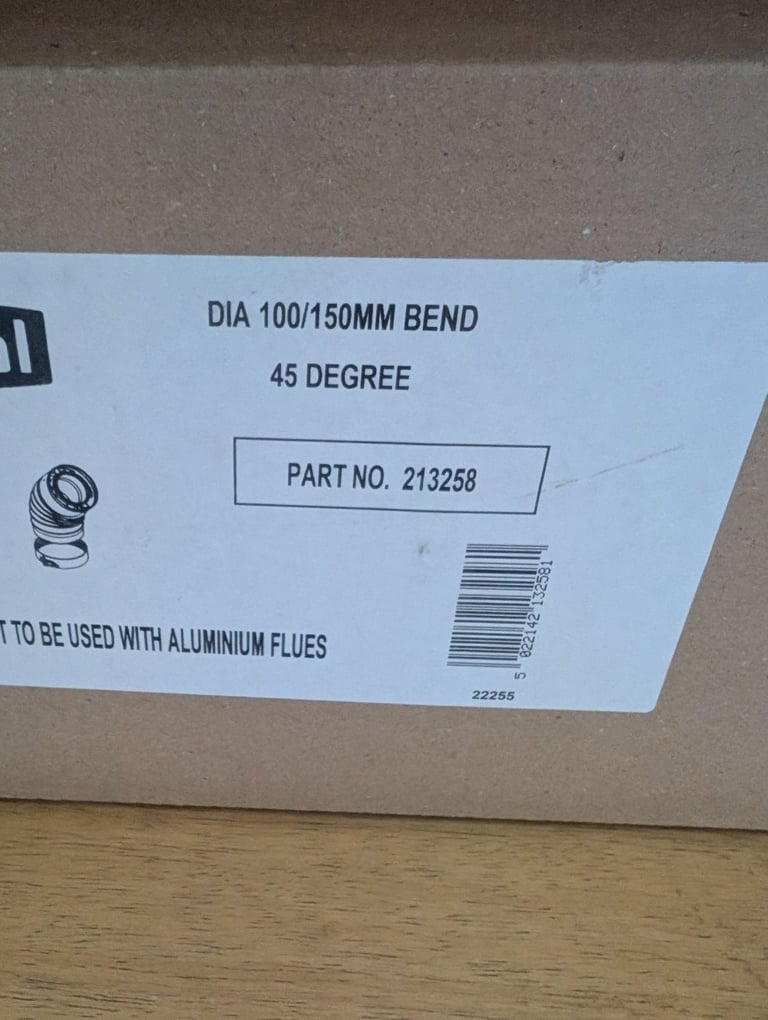 DIA 100/150MM BEND
45 DEGREE
PART NO. 213258
TO BE USED WITH ALUMINIUM FLUES
5 022142 132581
22255